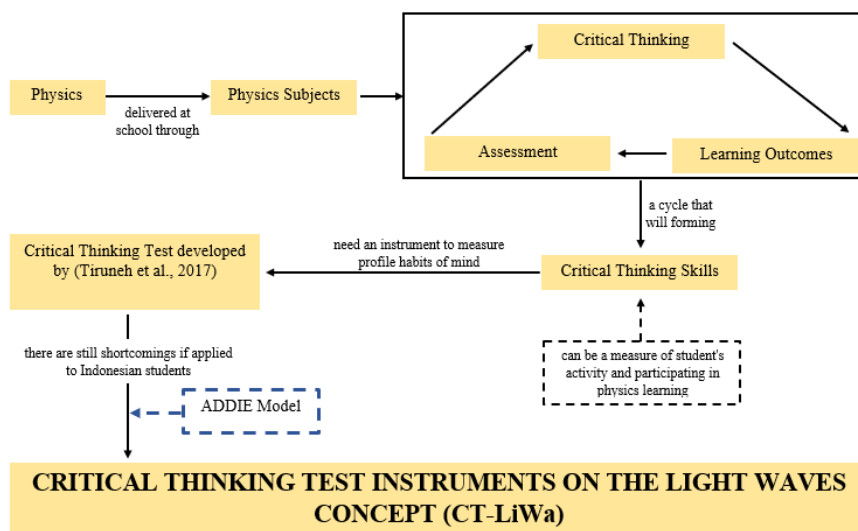 Critical Thinking
Physics
Physics Subjects
delivered at
school through
Assessment
Learning Outcomes
a cycle that
will forming
Critical Thinking Test developed
by (Tiruneh et al., 2017)
need an instrument to measure
profile habits of mind
Critical Thinking Skills
there are still shortcomings if applied
to Indonesian students
can be a measure of student's
activity and participating in
physics learning
ADDIE Model
CRITICAL THINKING TEST INSTRUMENTS ON THE LIGHT WAVES
CONCEPT (CT-LiWa)